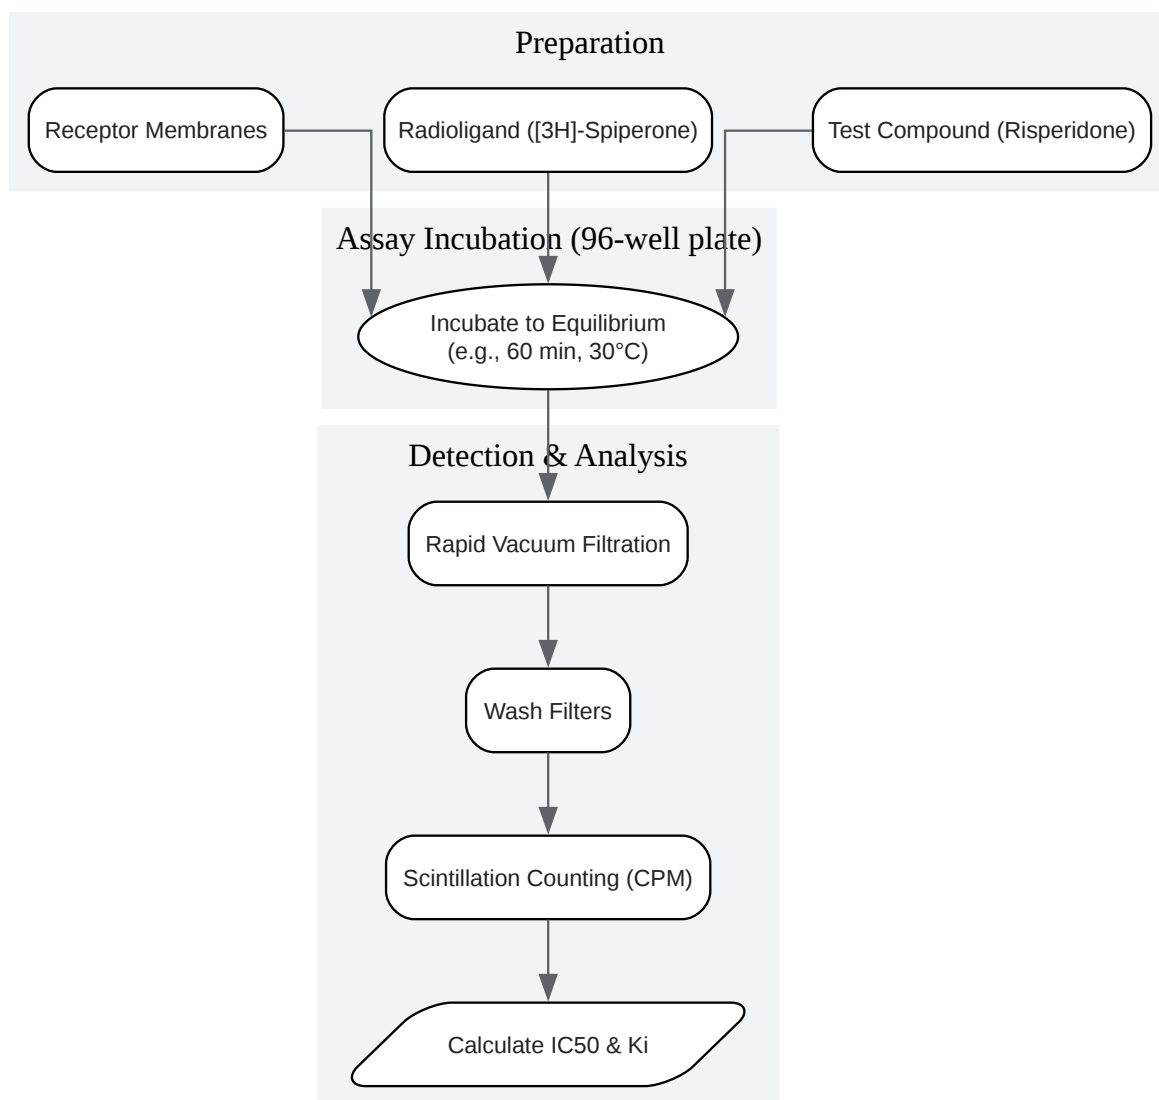 Preparation
Receptor Membranes
Radioligand ([3H]-Spiperone)
Test Compound (Risperidone)
Assay Incubation (96-well plate)
Incubate to Equilibrium
(e.g., 60 min, 30°C)
Detection & Analysis
Rapid Vacuum Filtration
Wash Filters
Scintillation Counting (CPM)
Calculate IC50 & Ki